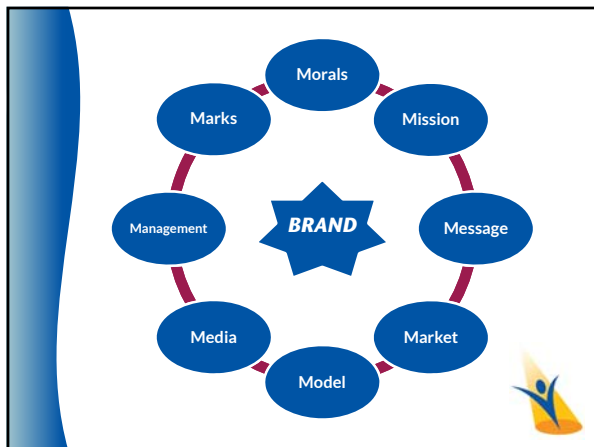 Morals
Marks
Mission
Management
BRAND
Message
Media
Market
Model